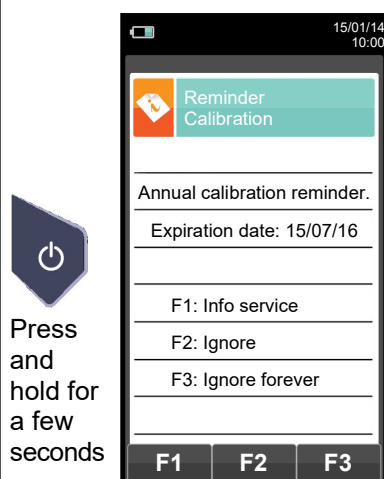 15/01/14
10:00
Reminder
Calibration
Annual calibration reminder.
Expiration date: 15/07/16
F1: Info service
F2: Ignore
F3: Ignore forever
F1 F2 F3
Press
and
hold for
a few
seconds